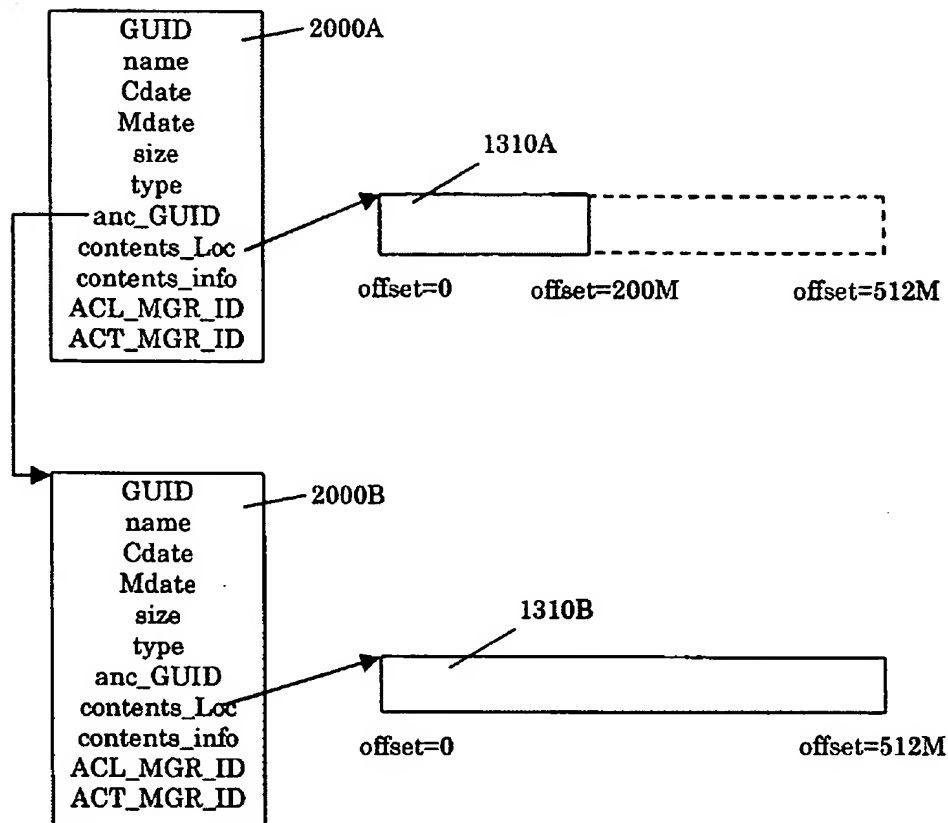 GUID
2000A
name
Cdate
Mdate
size
type
1310A
anc_GUID
contents_Loc
contents_info
offset=0
offset=200M
offset=512M
ACL_MGR_ID
ACT_MGR_ID
GUID
2000B
name
Cdate
Mdate
size
type
1310B
anc_GUID
contents_Loc
contents_info
offset=0
offset=512M
ACL_MGR_ID
ACT_MGR_ID